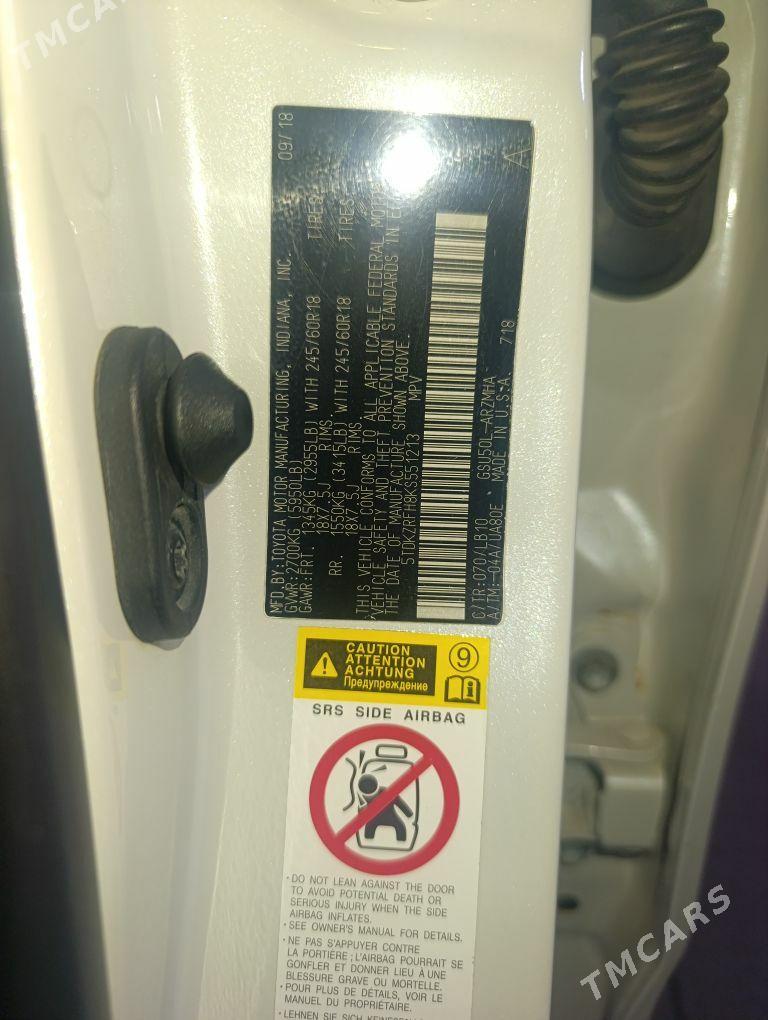 TMCARS
MFD.BY:TOYOTA MOTOR MANUFACTURING, INDIANA, INC. 09/18
GVWR:2700KG (5950LB)
GAWR:FRT. 1345KG (2955LB) WITH 245/60R18 TIRES
18X7.5J RIMS
RR. 1550KG (3415LB) WITH 245/60R18 TIRES
18X7.5J RIMS.
THIS VEHICLE CONFORMS TO ALL APPLICABLE FEDERAL MOTOR
VEHICLE SAFETY AND THEFT PREVENTION STANDARDS IN
THE DATE OF MANUFACTURE SHOWN ABOVE.
5TDKZRFH8KS551213 MPV
C/TR:070/LB10 GSU50L-ARZMHA
A/TM:-04A/UA80E MADE IN U.S.A. 718
A
CAUTION
ATTENTION
ACHTUNG
Предупреждение
9
i
SRS SIDE AIRBAG
· DO NOT LEAN AGAINST THE DOOR
TO AVOID POTENTIAL DEATH OR
SERIOUS INJURY WHEN THE SIDE
AIRBAG INFLATES.
· SEE OWNER'S MANUAL FOR DETAILS.
· NE PAS S'APPUYER CONTRE
LA PORTIÈRE ; L'AIRBAG POURRAIT SE
GONFLER ET DONNER LIEU À UNE
BLESSURE GRAVE OU MORTELLE.
· POUR PLUS DE DÉTAILS, VOIR LE
MANUEL DU PROPRIÉTAIRE.
· LEHNEN SIE SICH
TMCARS